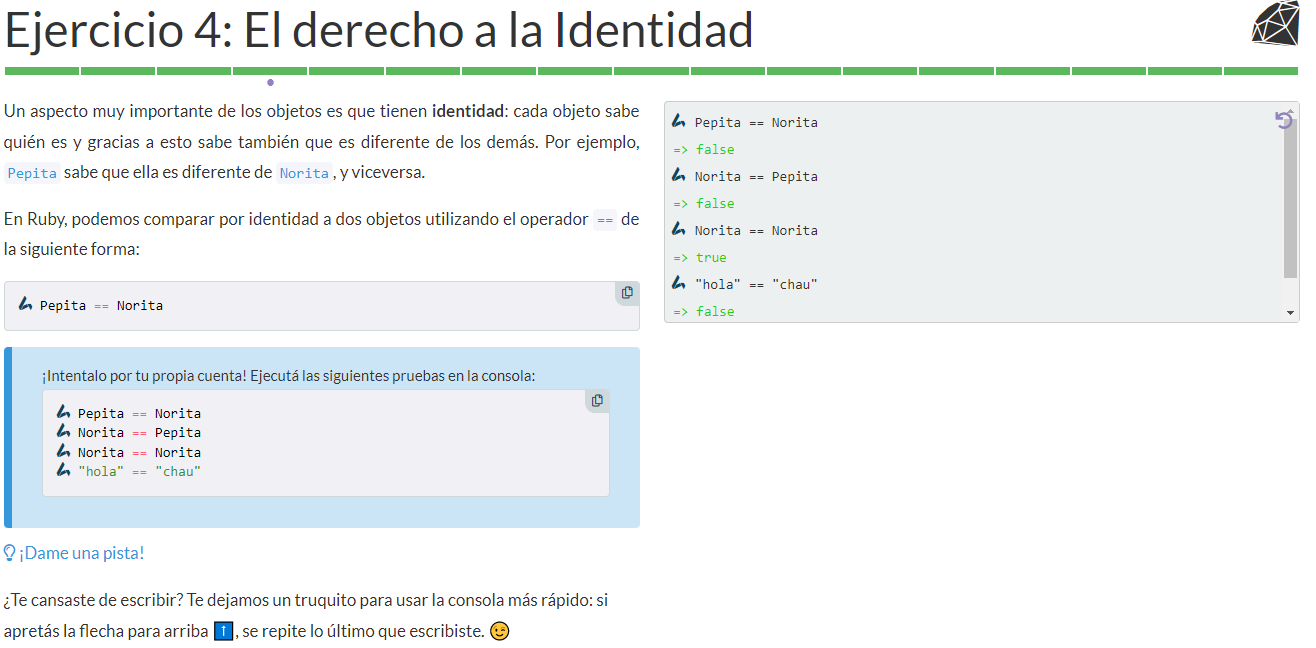 Ejercicio 4: El derecho a la Identidad
Un aspecto muy importante de los objetos es que tienen identidad: cada objeto sabe
quién es y gracias a esto sabe también que es diferente de los demás. Por ejemplo,
Pepita sabe que ella es diferente de Norita, y viceversa.
En Ruby, podemos comparar por identidad a dos objetos utilizando el operador == de
la siguiente forma:
Pepita == Norita
¡Intentalo por tu propia cuenta! Ejecutá las siguientes pruebas en la consola:
Pepita == Norita
Norita == Pepita
Norita == Norita
"hola" == "chau"
¡Dame una pista!
¿Te cansaste de escribir? Te dejamos un truquito para usar la consola más rápido: si
apretás la flecha para arriba ⬆️, se repite lo último que escribiste. 😉
Pepita == Norita
=> false
Norita == Pepita
=> false
Norita == Norita
=> true
"hola" == "chau"
=> false